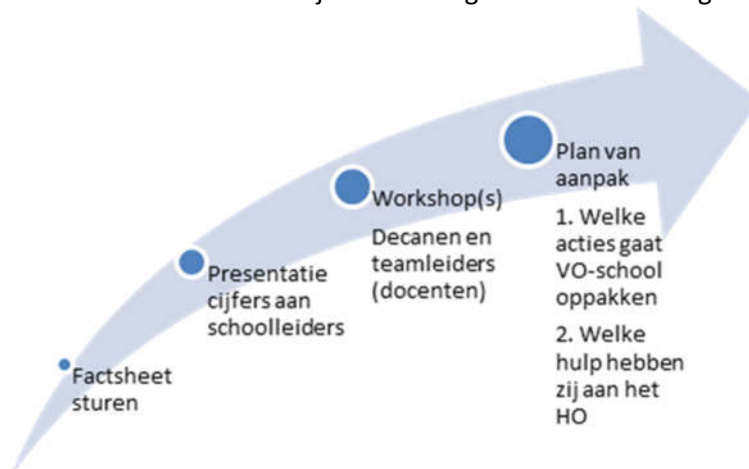 Factsheet
sturen
Presentatie
cijfers aan
schoolleiders
Workshop(s)
Decanen en
teamleiders
(docenten)
Plan van
aanpak
1. Welke
acties gaat
VO-school
oppakken
2. Welke
hulp hebben
zij aan het
HO